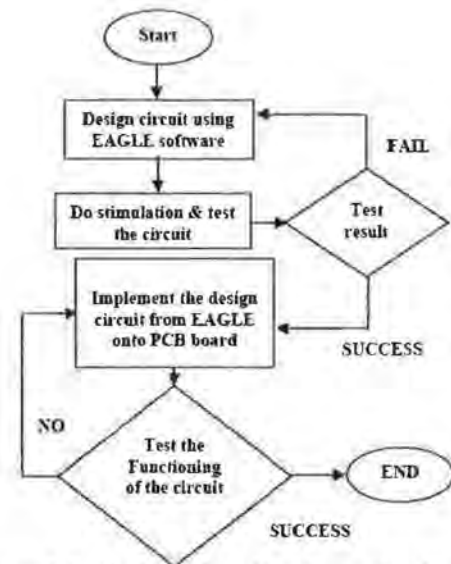 Start
Design circuit using
EAGLE software
FAIL
Do stimulation & test
the circuit
Test
result
Implement the design
circuit from EAGLE
onto PCB board
SUCCESS
NO
Test the
Functioning
of the circuit
END
SUCCESS